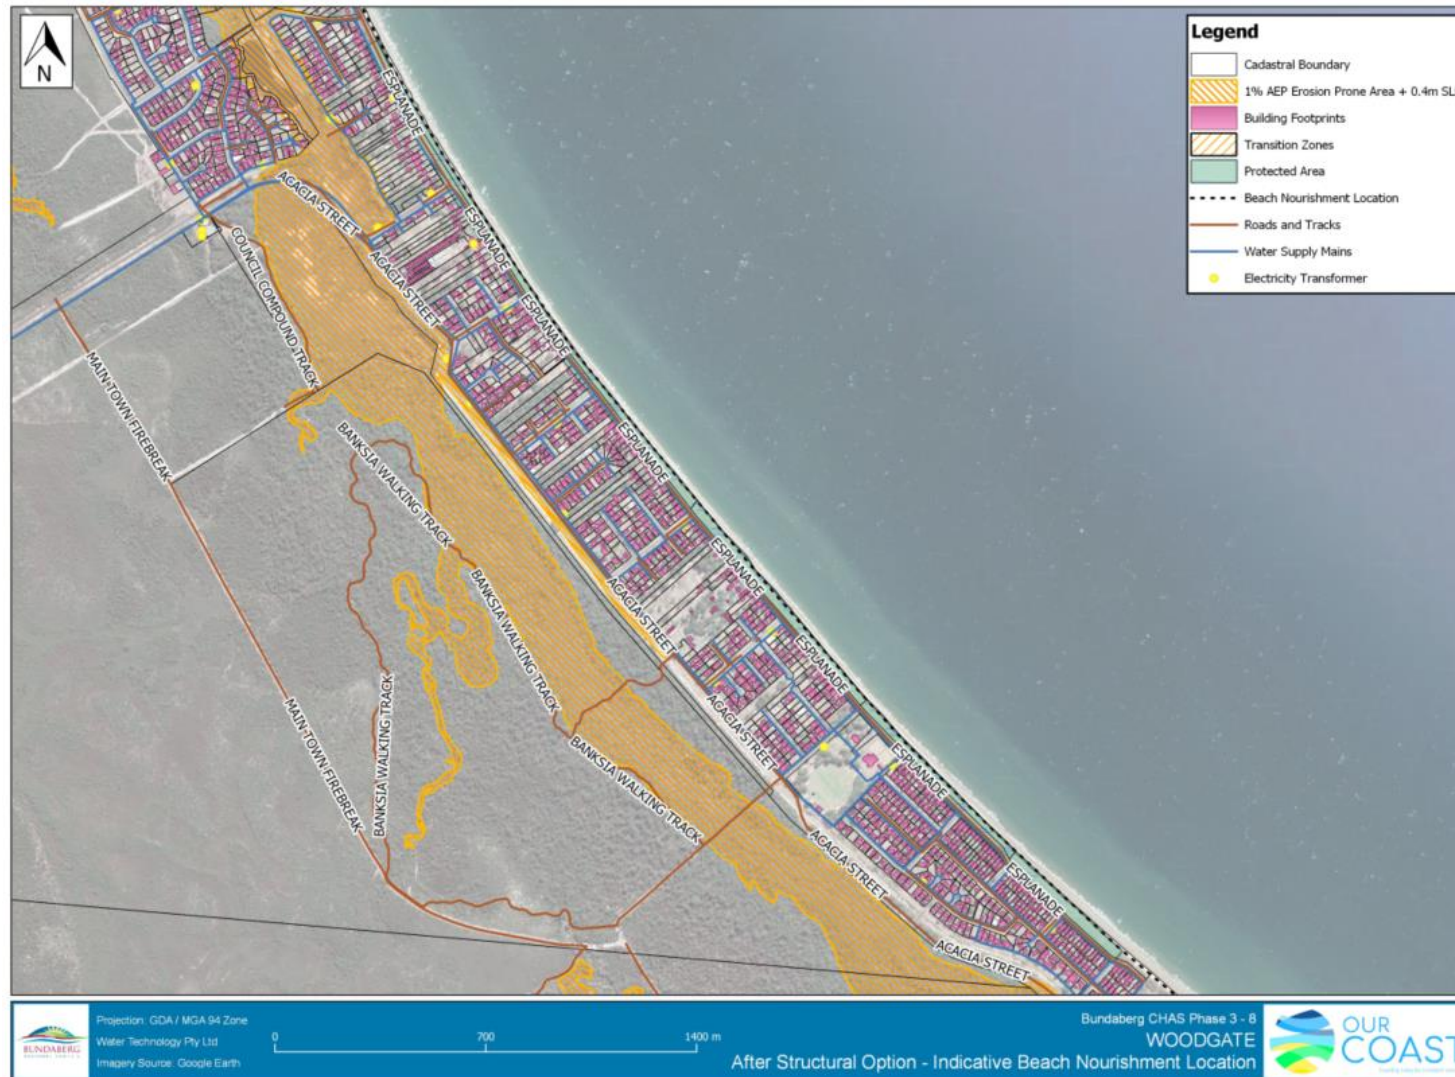 N
Legend
Cadastral Boundary
1% AEP Erosion Prone Area + 0.4m SL
Building Footprints
Transition Zones
Protected Area
Beach Nourishment Location
Roads and Tracks
Water Supply Mains
Electricity Transformer
ESPLANADE
ESPLANADE
ESPLANADE
ESPLANADE
ESPLANADE
ESPLANADE
ESPLANADE
ESPLANADE
ACACIA STREET
ACACIA STREET
ACACIA STREET
ACACIA STREET
ACACIA STREET
ACACIA STREET
COUNCIL COMPOUND TRACK
MAIN TOWN FIREBREAK
MAIN TOWN FIREBREAK
BANKSIA WALKING TRACK
BANKSIA WALKING TRACK
BANKSIA WALKING TRACK
BANKSIA WALKING TRACK
BUNDABERG
Projection: GDA / MGA 94 Zone
Water Technology Pty Ltd
Imagery Source: Google Earth
0 700 1400 m
Bundaberg CHAS Phase 3 - 8
WOODGATE
After Structural Option - Indicative Beach Nourishment Location
OUR
COAST